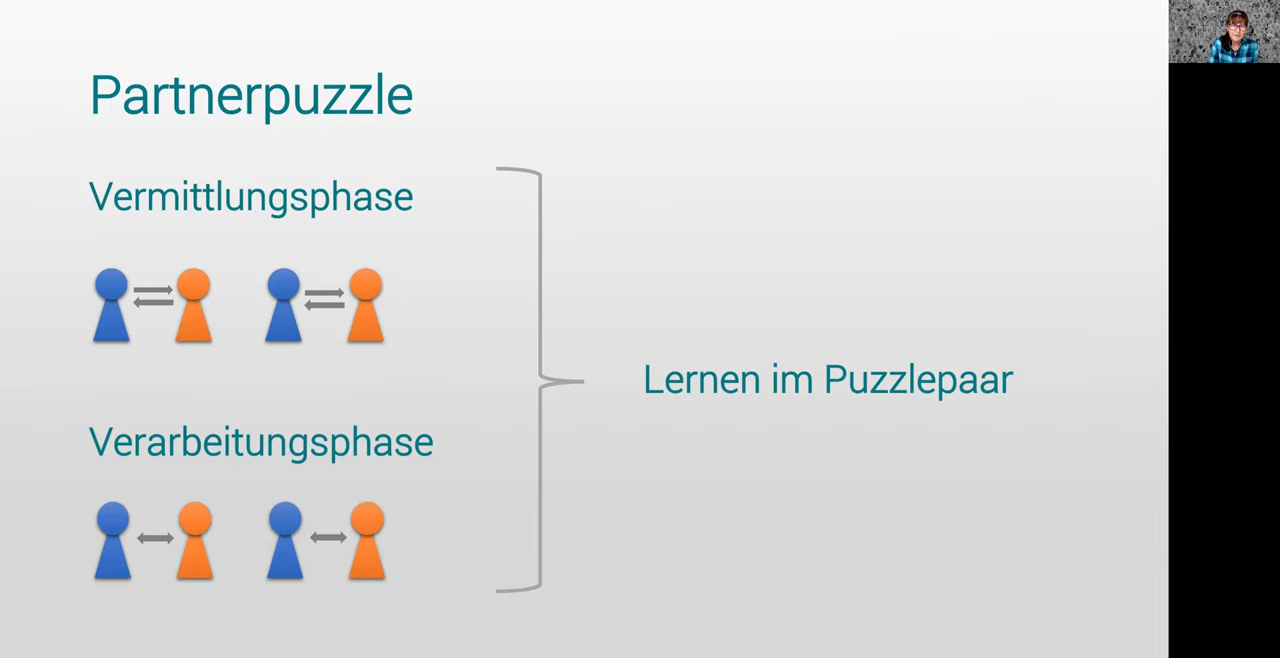 Partnerpuzzle
Vermittlungsphase
Verarbeitungsphase
Lernen im Puzzlepaar